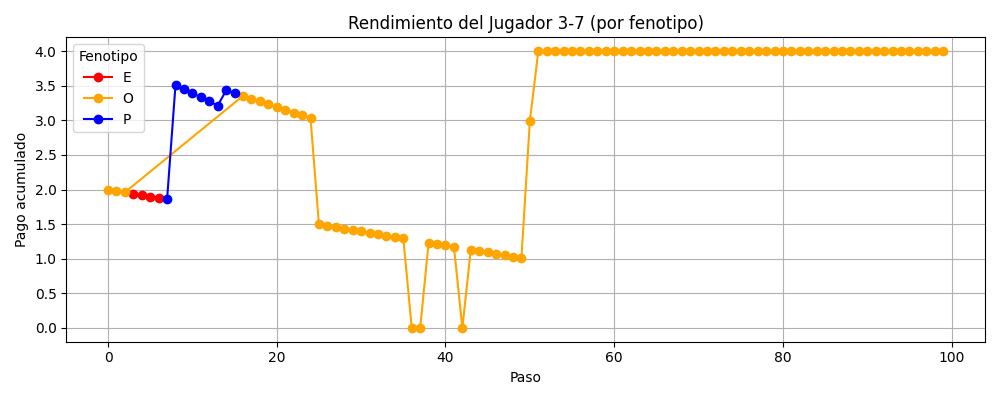 Rendimiento del Jugador 3-7 (por fenotipo)
Pago acumulado
4.0
3.5
3.0
2.5
2.0
1.5
1.0
0.5
0.0
Fenotipo
E
O
P
0 20 40 60 80 100
Paso